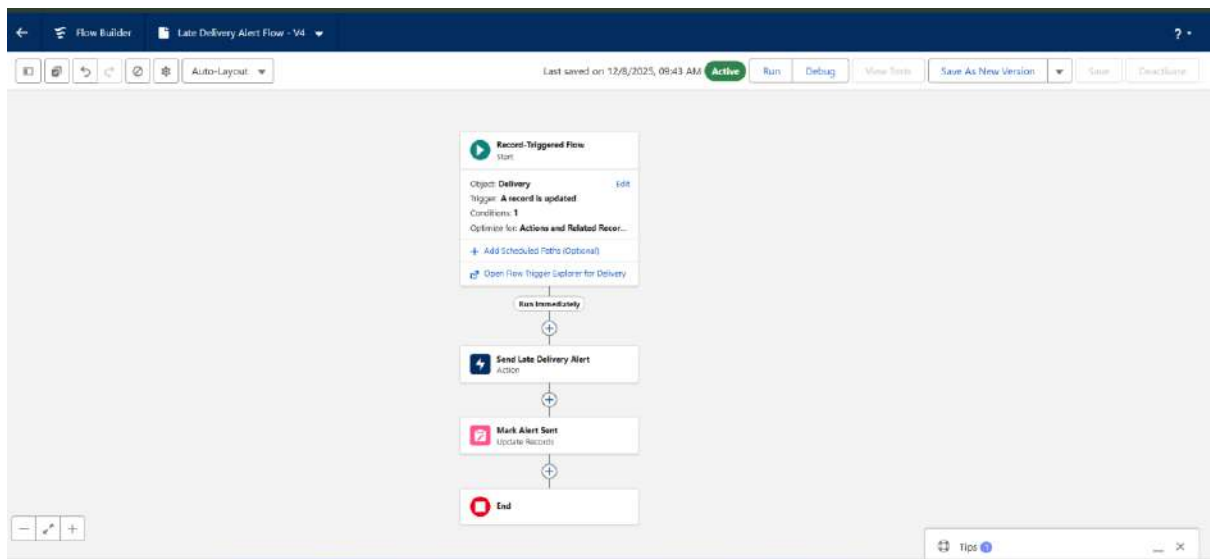 Flow Builder
Late Delivery Alert Flow - V4
?
Auto-Layout
Last saved on 12/8/2025, 09:43 AM
Active
Run
Debug
View Tests
Save As New Version
Save
Deactivate
Record-Triggered Flow
Start
Object: Delivery
Edit
Trigger: A record is updated
Conditions: 1
Optimize for: Actions and Related Recor...
+ Add Scheduled Paths (Optional)
Open Flow Trigger Explorer for Delivery
Run Immediately
Send Late Delivery Alert
Action
Mark Alert Sent
Update Records
End
Tips